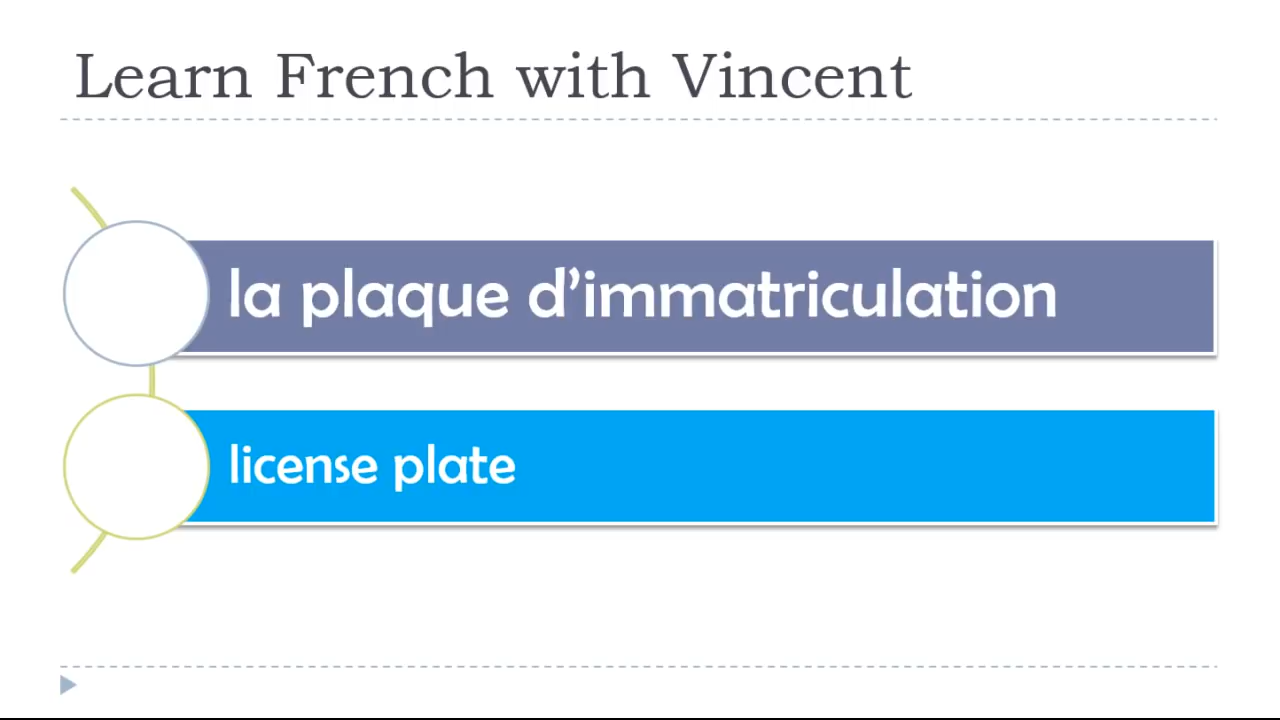 Learn French with Vincent
la plaque d’immatriculation
license plate